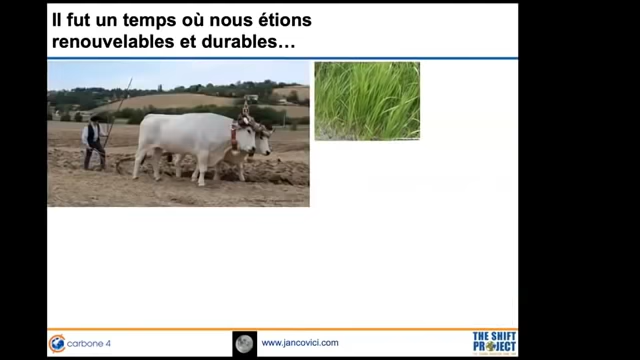 Il fut un temps où nous étions
renouvelables et durables…
carbone 4
www.jancovici.com
THE SHIFT
PROJECT